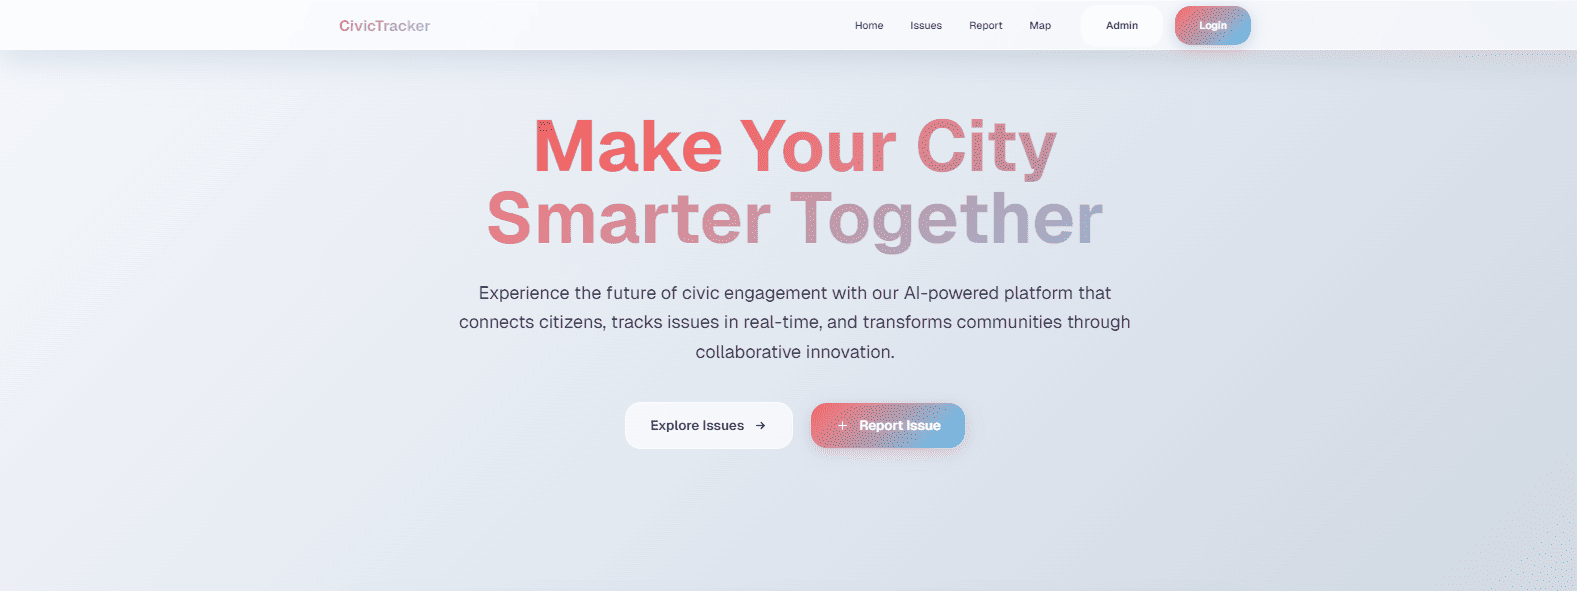 CivicTracker
Home Issues Report Map Admin Login
Make Your City
Smarter Together
Experience the future of civic engagement with our AI-powered platform that
connects citizens, tracks issues in real-time, and transforms communities through
collaborative innovation.
Explore Issues →
+ Report Issue